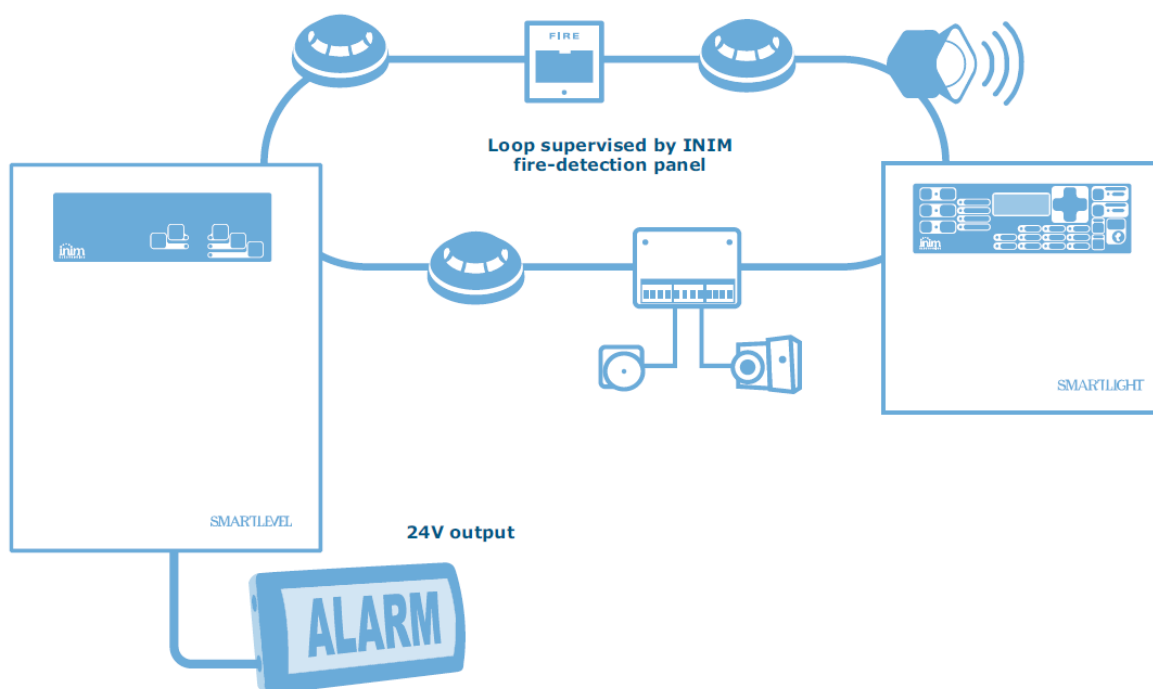 FIRE
Loop supervised by INIM
fire-detection panel
inim
inim
SMARTLIGHT
SMARTLEVEL
24V output
ALARM